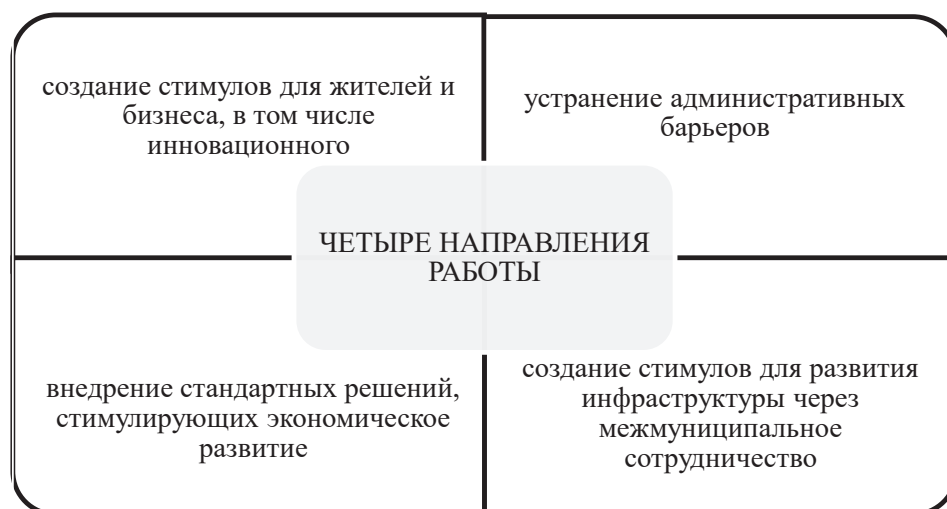 создание стимулов для жителей и
бизнеса, в том числе
инновационного
устранение административных
барьеров
ЧЕТЫРЕ НАПРАВЛЕНИЯ
РАБОТЫ
внедрение стандартных решений,
стимулирующих экономическое
развитие
создание стимулов для развития
инфраструктуры через
межмуниципальное
сотрудничество